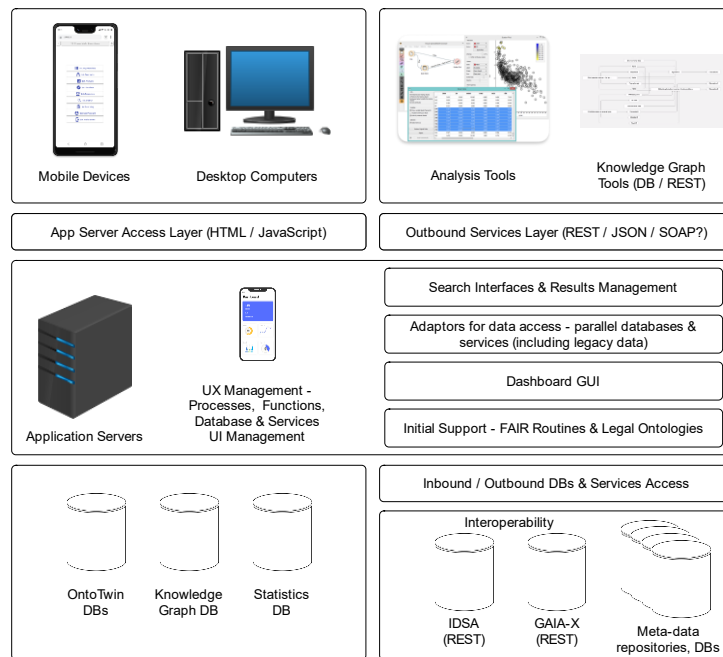 Mobile Devices
Desktop Computers
Analysis Tools
Knowledge Graph
Tools (DB / REST)
App Server Access Layer (HTML / JavaScript)
Outbound Services Layer (REST / JSON / SOAP?)
Application Servers
UX Management -
Processes, Functions,
Database & Services
UI Management
Search Interfaces & Results Management
Adaptors for data access - parallel databases &
services (including legacy data)
Dashboard GUI
Initial Support - FAIR Routines & Legal Ontologies
OntoTwin
DBs
Knowledge
Graph DB
Statistics
DB
Inbound / Outbound DBs & Services Access
Interoperability
IDSA
(REST)
GAIA-X
(REST)
Meta-data
repositories, DBs